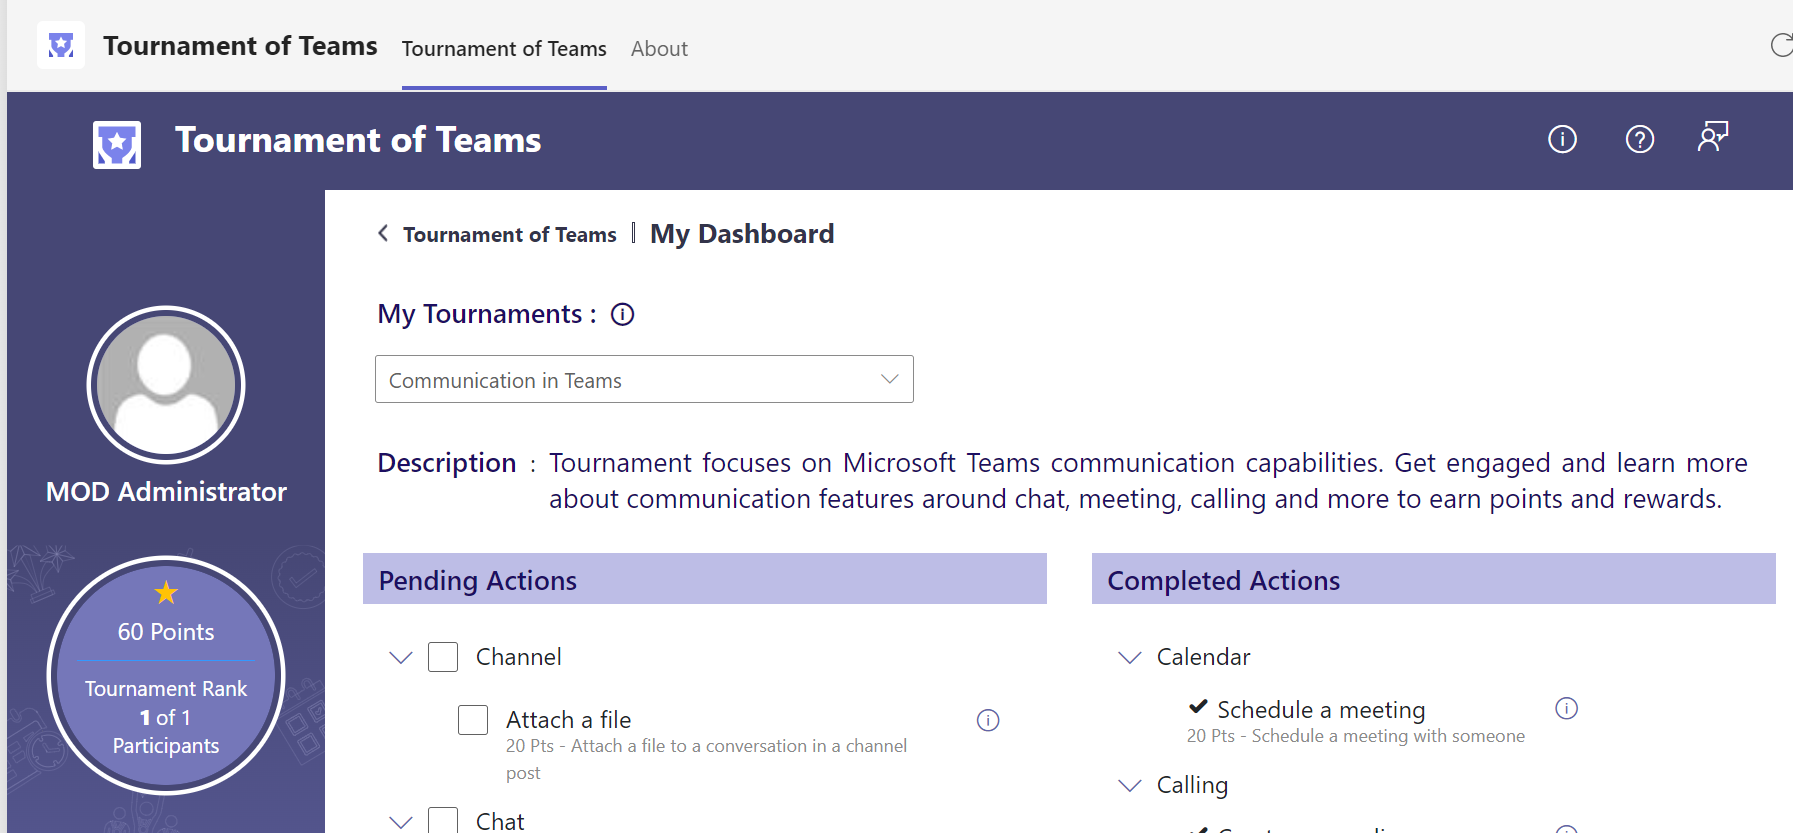 Tournament of Teams
Tournament of Teams
About
Tournament of Teams
Tournament of Teams
My Dashboard
My Tournaments :
Communication in Teams
Description : Tournament focuses on Microsoft Teams communication capabilities. Get engaged and learn more
about communication features around chat, meeting, calling and more to earn points and rewards.
MOD Administrator
60 Points
Tournament Rank
1 of 1
Participants
Pending Actions
Channel
Attach a file
20 Pts - Attach a file to a conversation in a channel
post
Chat
Completed Actions
Calendar
Schedule a meeting
20 Pts - Schedule a meeting with someone
Calling